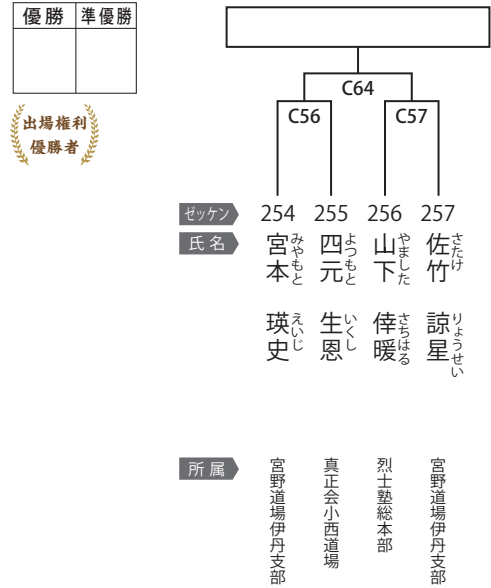 優勝 準優勝
出場権利
優勝者
C64
C56 C57
ゼッケン 254 255 256 257
氏名
宮本 瑛史
みやもと えいじ
四元 生恩
よつもと いくし
山下 倖暖
やました さちはる
佐竹 諒星
さたけ りょうせい
所属
宮野道場伊丹支部
真正会小西道場
烈士塾総本部
宮野道場伊丹支部